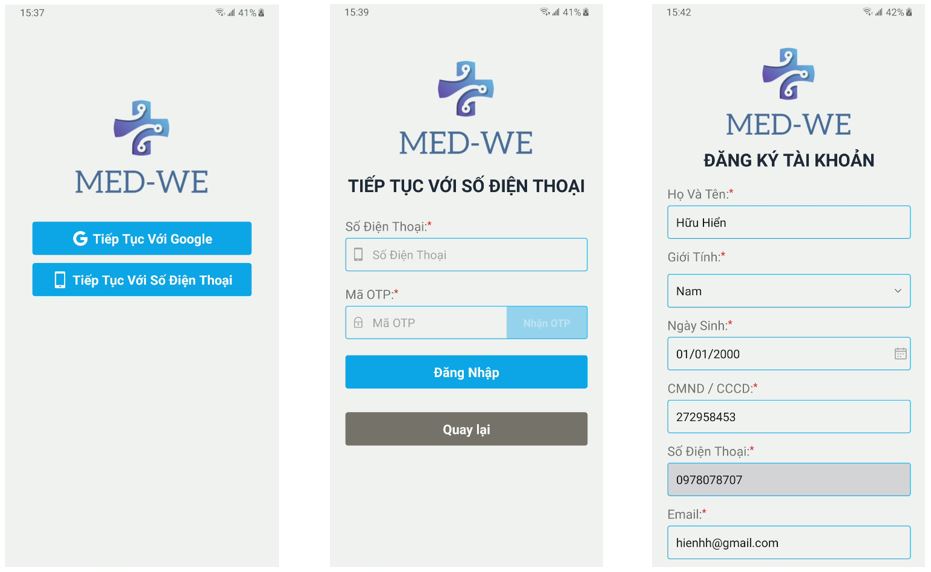 15:37
41%
MED-WE
Tiếp Tục Với Google
Tiếp Tục Với Số Điện Thoại
15:39
41%
MED-WE
TIẾP TỤC VỚI SỐ ĐIỆN THOẠI
Số Điện Thoại:*
Số Điện Thoại
Mã OTP:*
Mã OTP
Nhận OTP
Đăng Nhập
Quay lại
15:42
42%
MED-WE
ĐĂNG KÝ TÀI KHOẢN
Họ Và Tên:*
Hữu Hiển
Giới Tính:*
Nam
Ngày Sinh:*
01/01/2000
CMND / CCCD:*
272958453
Số Điện Thoại:*
0978078707
Email:*
hienhh@gmail.com